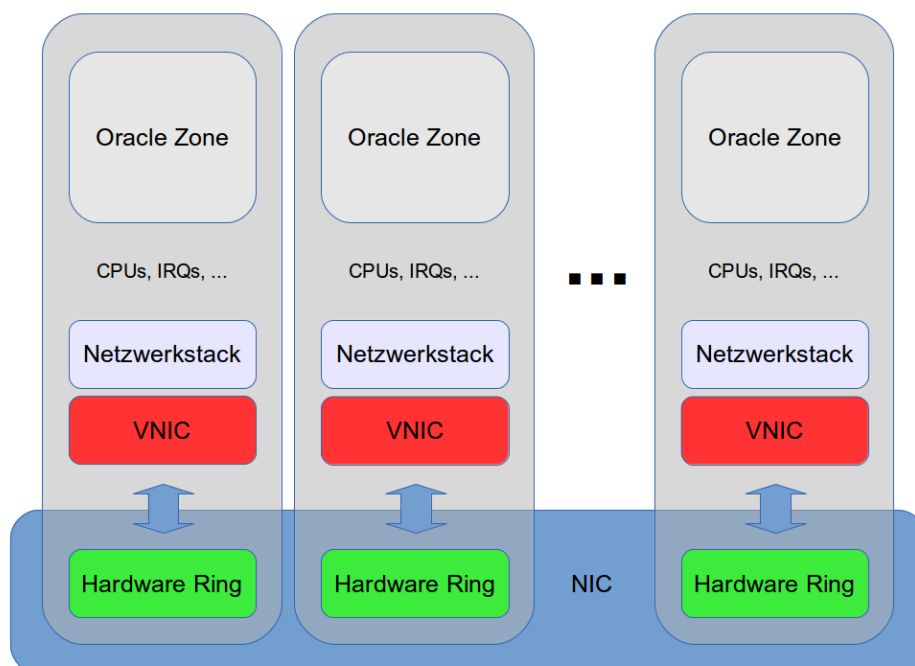 Oracle Zone
Oracle Zone
Oracle Zone
CPUs, IRQs, ...
CPUs, IRQs, ...
...
CPUs, IRQs, ...
Netzwerkstack
Netzwerkstack
Netzwerkstack
VNIC
VNIC
VNIC
Hardware Ring
Hardware Ring
NIC
Hardware Ring